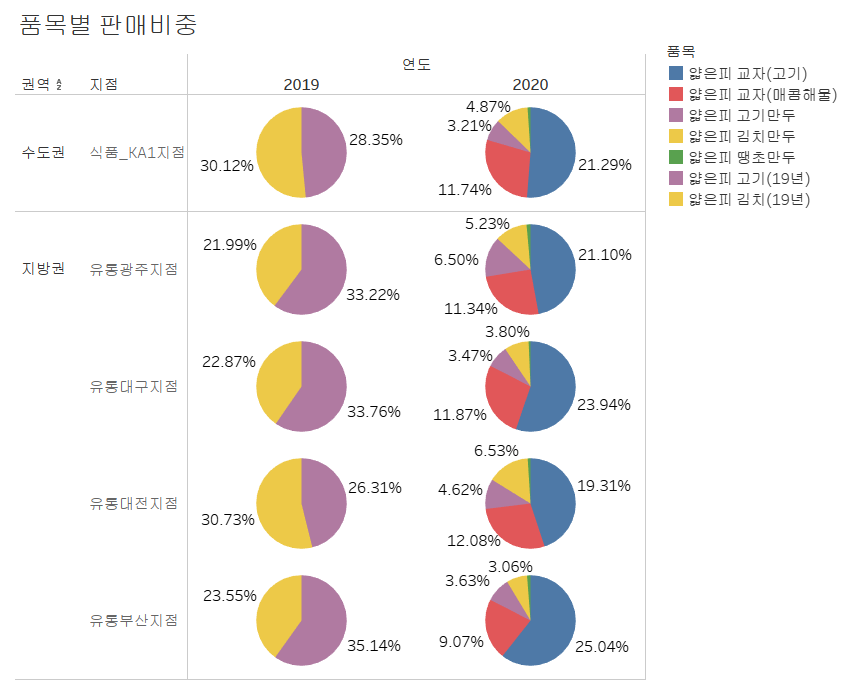 품목별 판매비중
연도
권역 지점 2019 2020
수도권 식품_KA1지점
28.35%
30.12%
4.87%
3.21%
21.29%
11.74%
지방권 유통광주지점
21.99%
33.22%
5.23%
6.50%
21.10%
11.34%
유통대구지점
22.87%
33.76%
3.80%
3.47%
23.94%
11.87%
유통대전지점
26.31%
30.73%
6.53%
4.62%
19.31%
12.08%
유통부산지점
23.55%
35.14%
3.06%
3.63%
9.07%
25.04%
품목
얇은피 교자(고기)
얇은피 교자(매콤해물)
얇은피 고기만두
얇은피 김치만두
얇은피 땡초만두
얇은피 고기(19년)
얇은피 김치(19년)